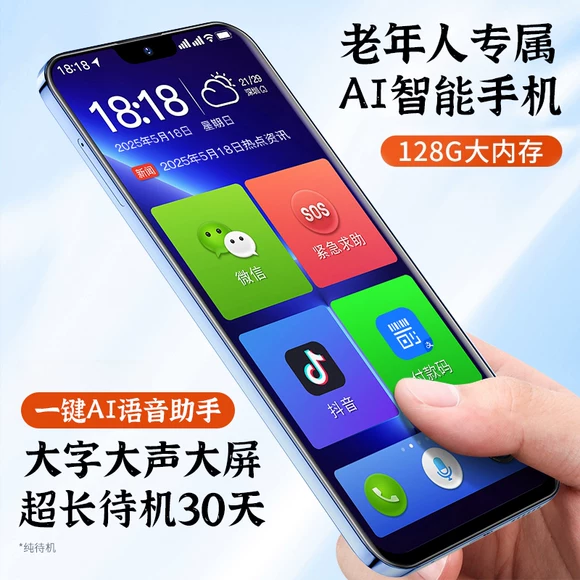 老年人专属
AI智能手机
128G大内存
18:18
18:18
21/29
深圳
2025年5月18日 星期日
新闻 2025年5月18日热点资讯
微信
SOS
紧急求助
抖音
付款码
一键AI语音助手
大字大声大屏
超长待机30天
*纯待机